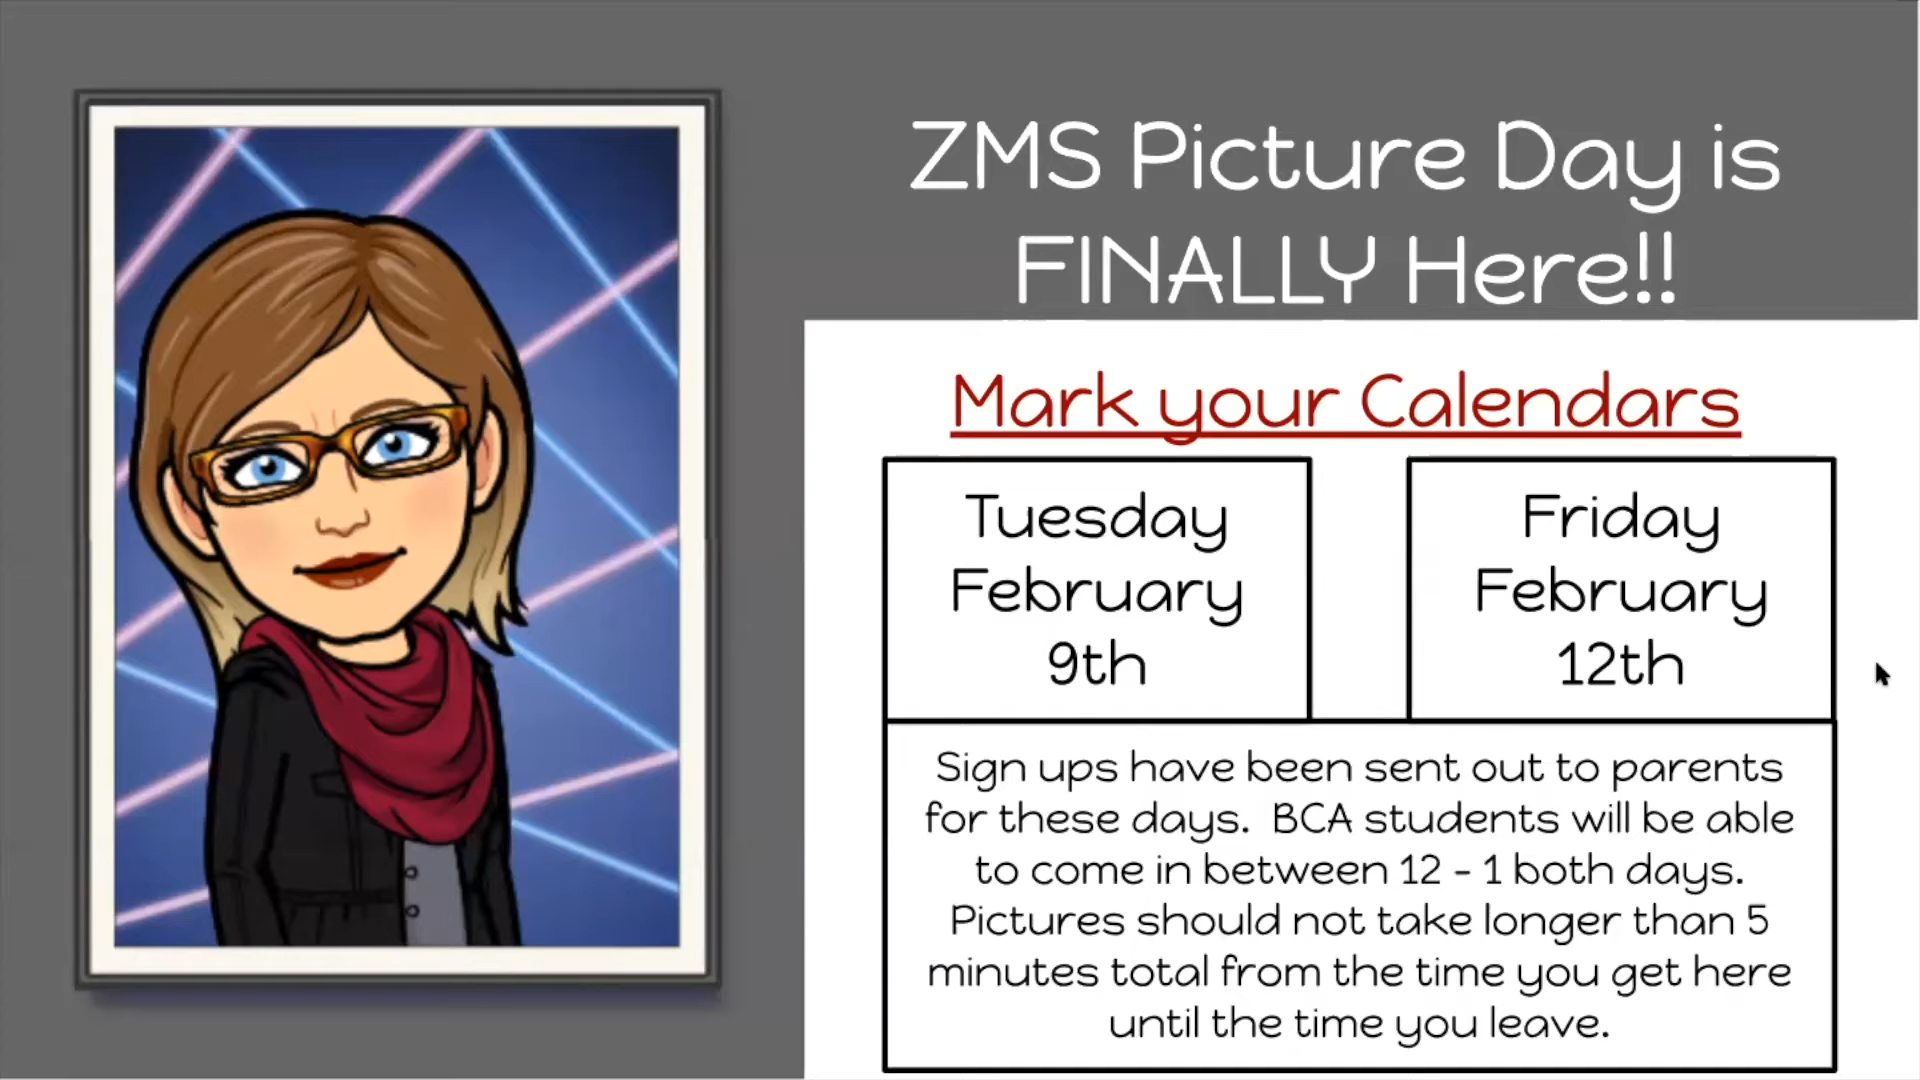 ZMS Picture Day is
FINALLY Here!!
Mark your Calendars
Tuesday
February
9th
Friday
February
12th
Sign ups have been sent out to parents
for these days.  BCA students will be able
to come in between 12 - 1 both days.
Pictures should not take longer than 5
minutes total from the time you get here
until the time you leave.